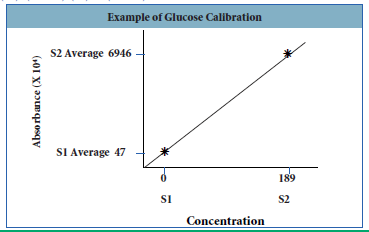 Example of Glucose Calibration
S2 Average 6946
Absorbance (X 10⁴)
S1 Average 47
0
189
S1
S2
Concentration